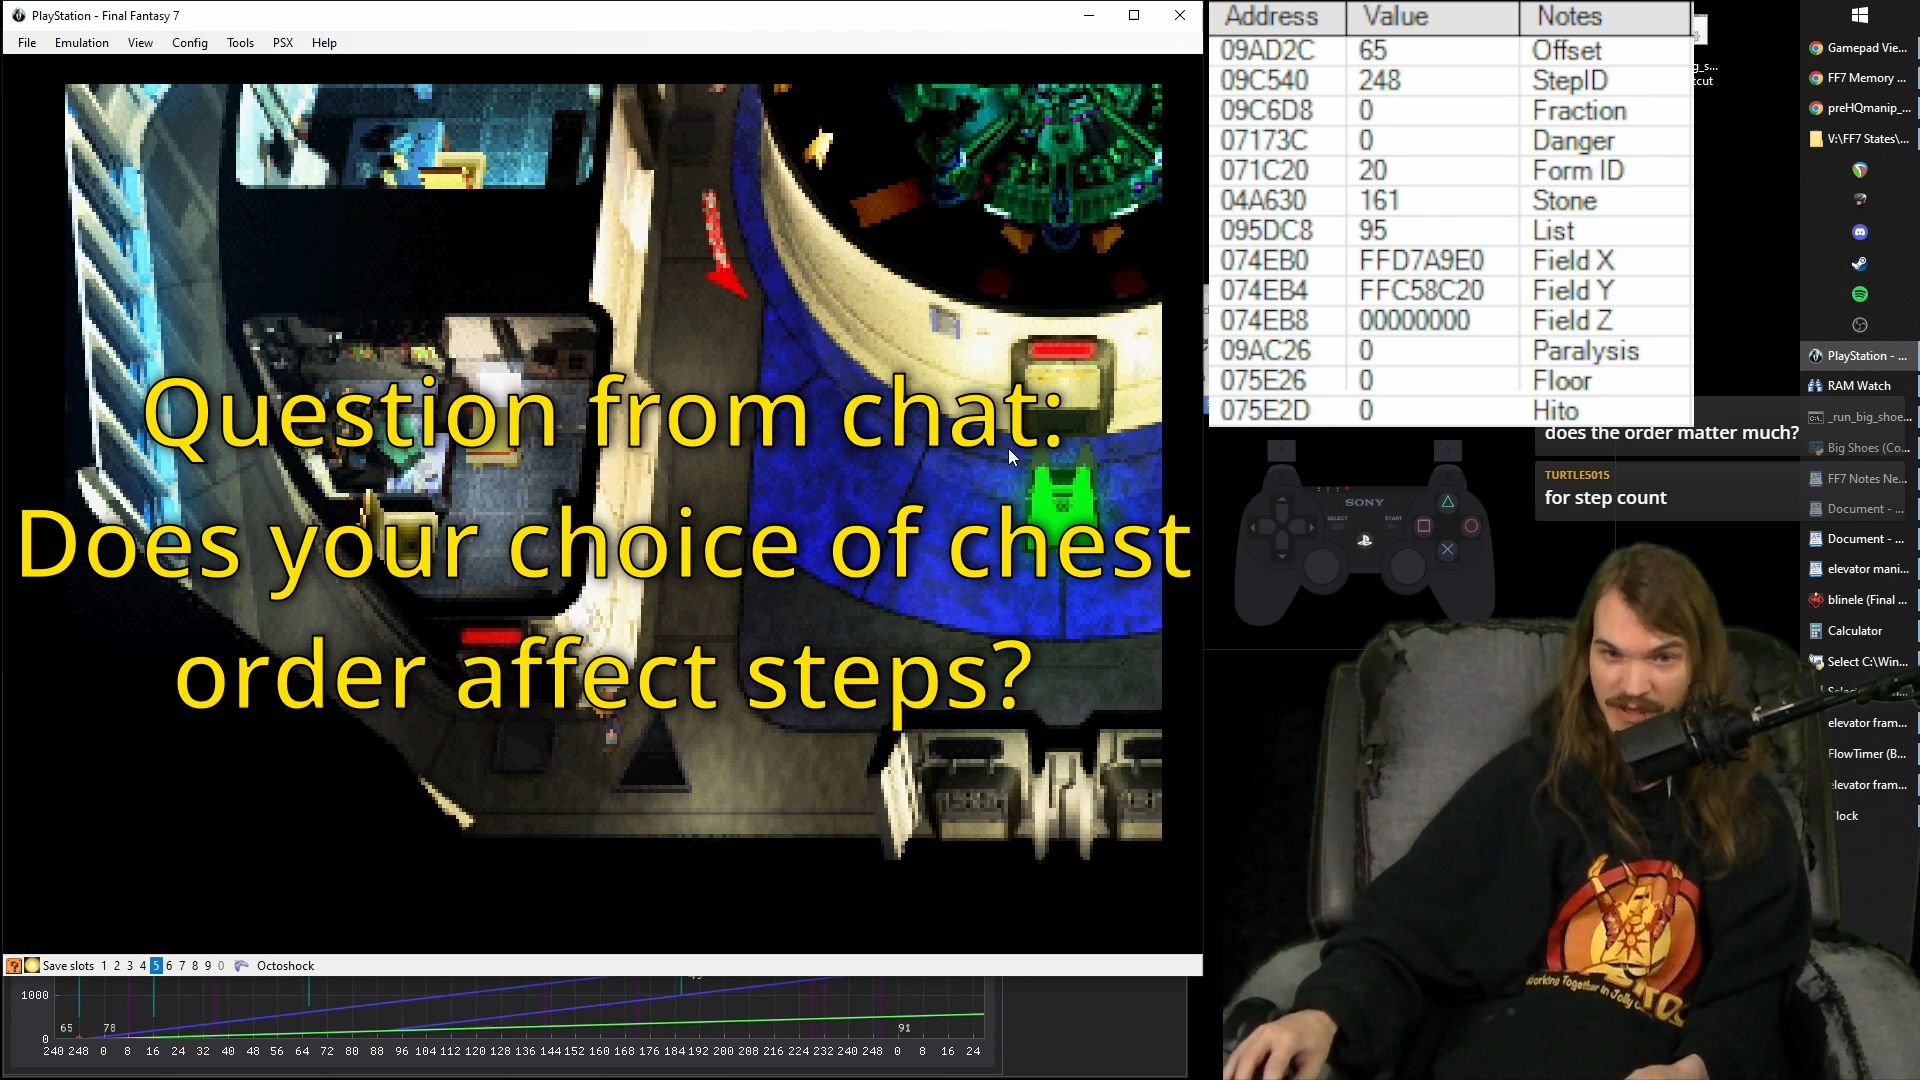 PlayStation - Final Fantasy 7
File Emulation View Config Tools PSX Help
Question from chat:
Does your choice of chest
order affect steps?
Save slots 1 2 3 4 5 6 7 8 9 0 Octoshock
1000
0
65 78 91
240 248 0 8 16 24 32 40 48 56 64 72 80 88 96 104 112 120 128 136 144 152 160 168 176 184 192 200 208 216 224 232 240 248 0 8 16 24
Address Value Notes
09AD2C 65 Offset
09C540 248 StepID
09C6D8 0 Fraction
07173C 0 Danger
071C20 20 Form ID
04A630 161 Stone
095DC8 95 List
074EB0 FFD7A9E0 Field X
074EB4 FFC58C20 Field Y
074EB8 00000000 Field Z
09AC26 0 Paralysis
075E26 0 Floor
075E2D 0 Hito
does the order matter much?
TURTLE5015
for step count
SONY
SELECT START
Working Together in Jolly
Gamepad Vie...
FF7 Memory ...
preHQmanip_...
V:\FF7 States\...
PlayStation - ...
RAM Watch
_run_big_shoe...
Big Shoes (Co...
FF7 Notes Ne...
Document - ...
Document - ...
elevator mani...
blinele (Final ...
Calculator
Select C:\Win...
elevator fram...
FlowTimer (B...
elevator fram...